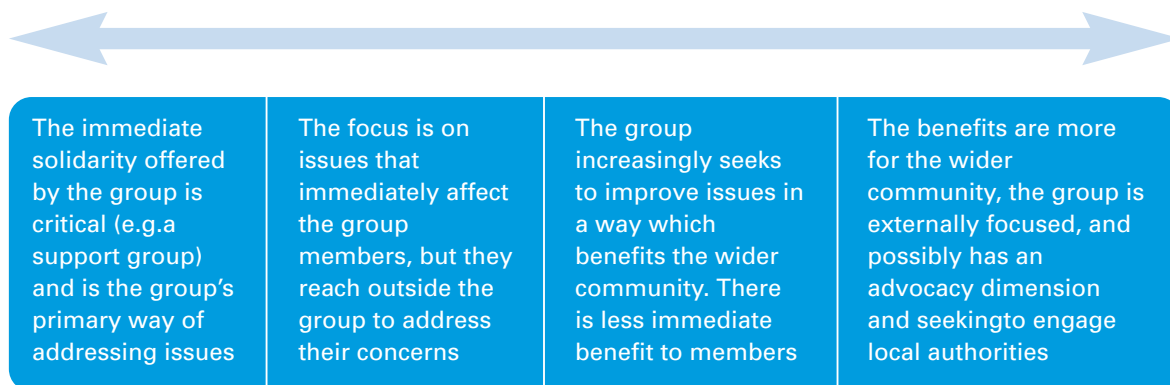 The immediate
solidarity offered
by the group is
critical (e.g.a
support group)
and is the group’s
primary way of
addressing issues
The focus is on
issues that
immediately affect
the group
members, but they
reach outside the
group to address
their concerns
The group
increasingly seeks
to improve issues in
a way which
benefits the wider
community. There
is less immediate
benefit to members
The benefits are more
for the wider
community, the group is
externally focused, and
possibly has an
advocacy dimension
and seekingto engage
local authorities